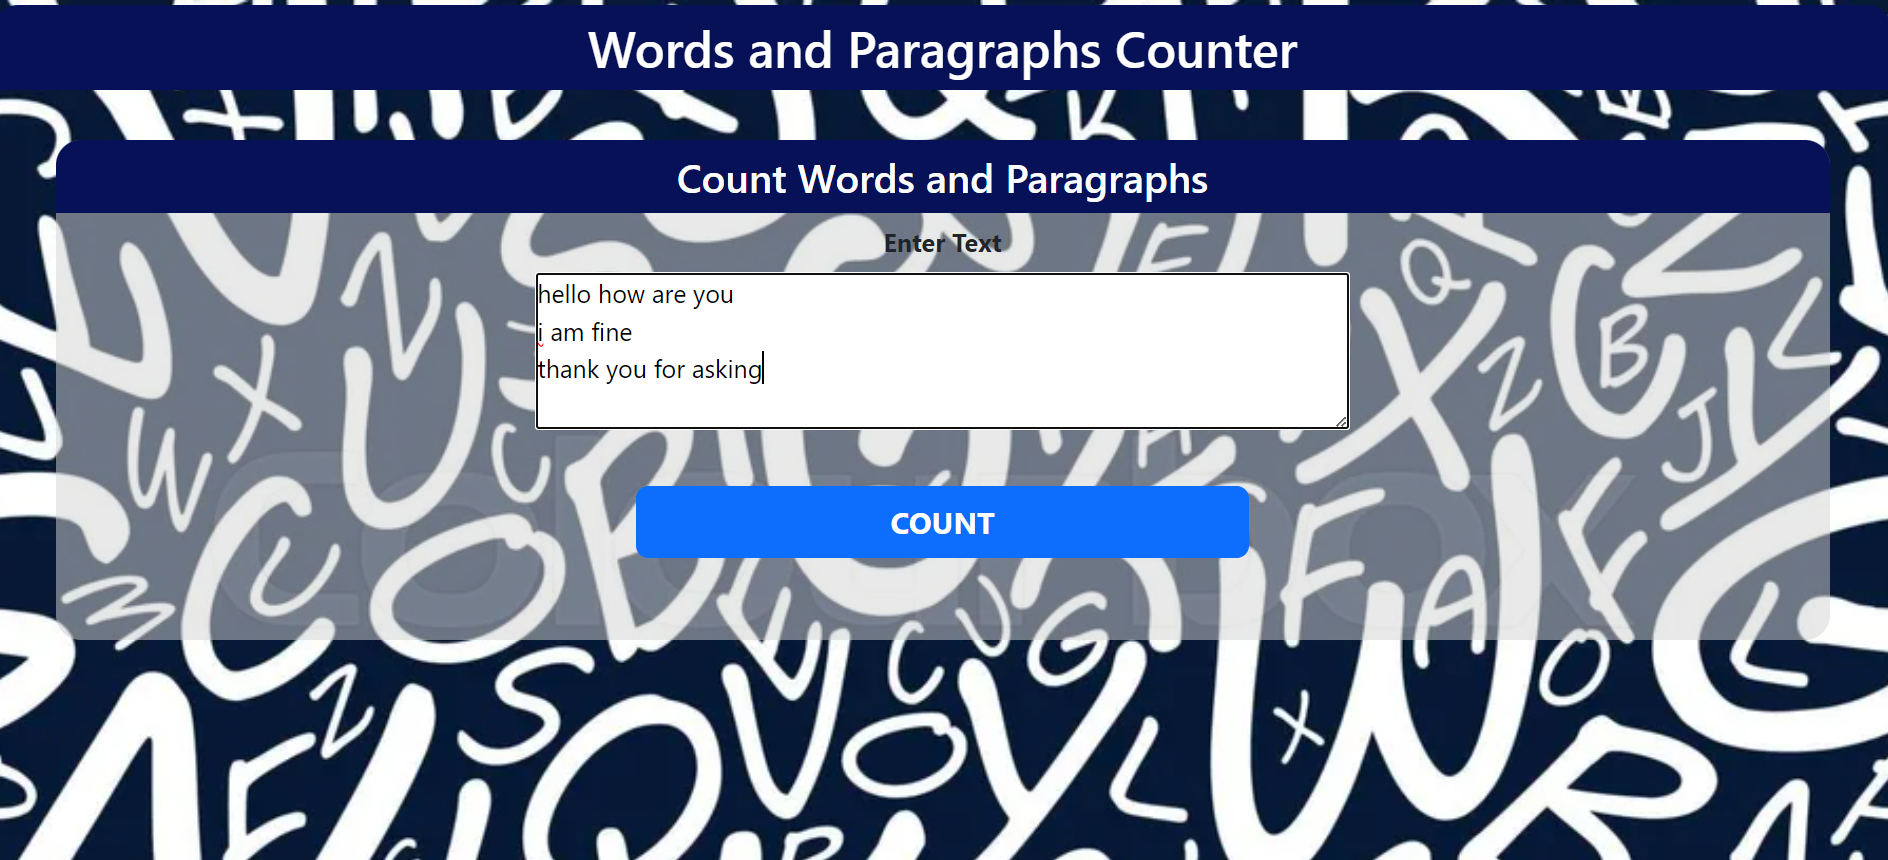 Words and Paragraphs Counter
Count Words and Paragraphs
Enter Text
hello how are you
i am fine
thank you for asking
COUNT